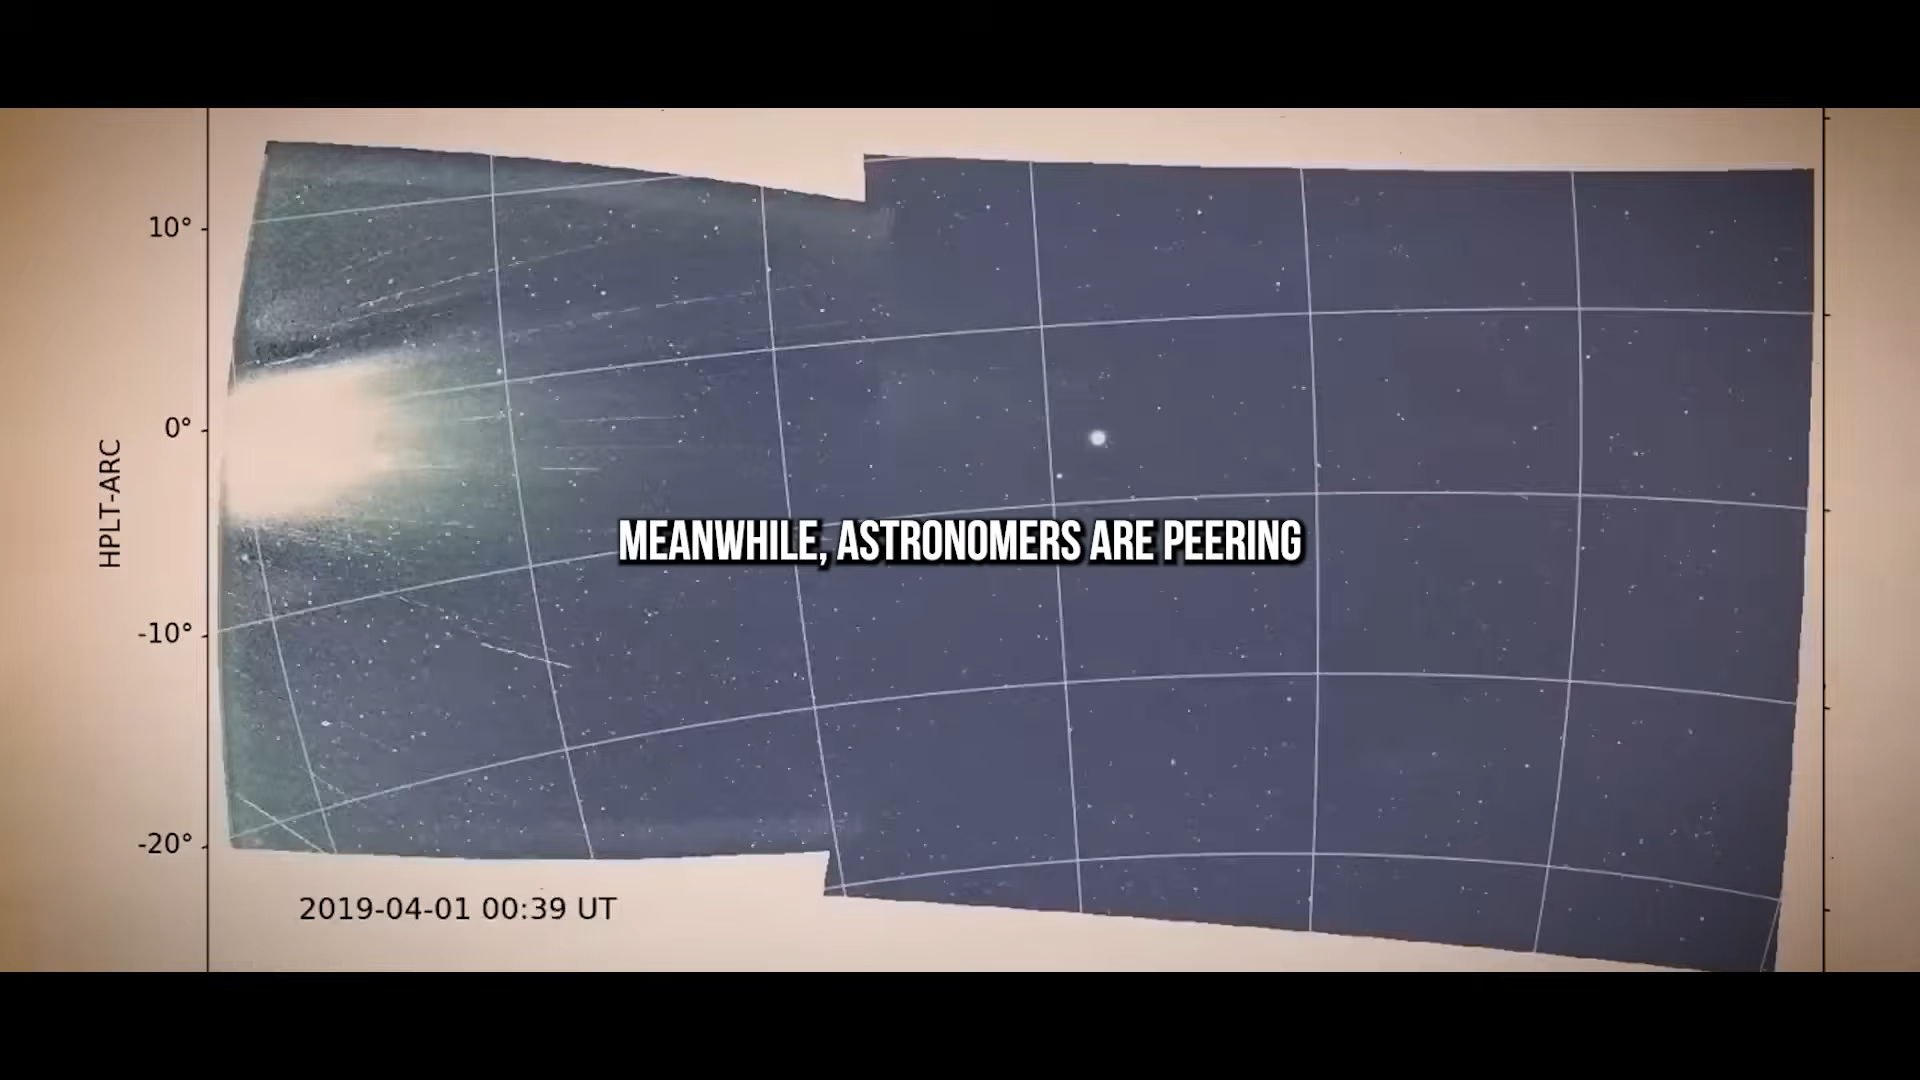 10°
0°
HPLT-ARC
MEANWHILE, ASTRONOMERS ARE PEERING
-10°
-20°
2019-04-01 00:39 UT